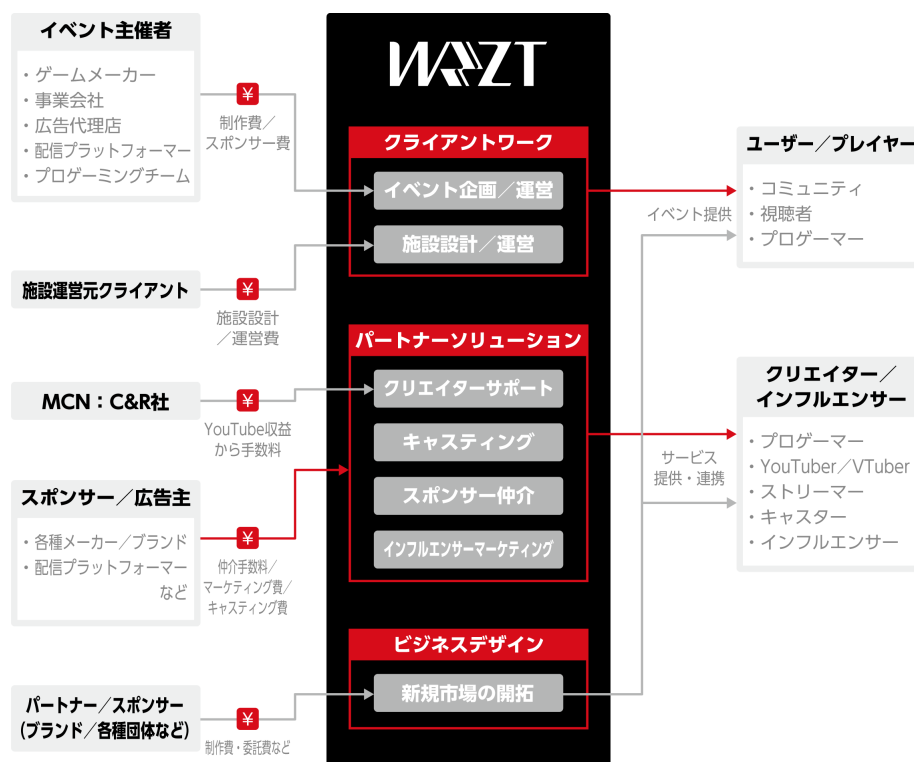 イベント主催者
・ゲームメーカー
・事業会社
・広告代理店
・配信プラットフォーマー
・プロゲーミングチーム
¥
制作費／
スポンサー費
施設運営元クライアント
¥
施設設計
／運営費
MCN：C&R社
¥
YouTube収益
から手数料
スポンサー／広告主
・各種メーカー／ブランド
・配信プラットフォーマー
など
¥
仲介手数料／
マーケティング費／
キャスティング費
パートナー／スポンサー
(ブランド／各種団体など)
¥
制作費・委託費など
WRZT
クライアントワーク
イベント企画／運営
施設設計／運営
パートナーソリューション
クリエイターサポート
キャスティング
スポンサー仲介
インフルエンサーマーケティング
ビジネスデザイン
新規市場の開拓
イベント提供
サービス
提供・連携
ユーザー／プレイヤー
・コミュニティ
・視聴者
・プロゲーマー
クリエイター／
インフルエンサー
・プロゲーマー
・YouTuber／VTuber
・ストリーマー
・キャスター
・インフルエンサー